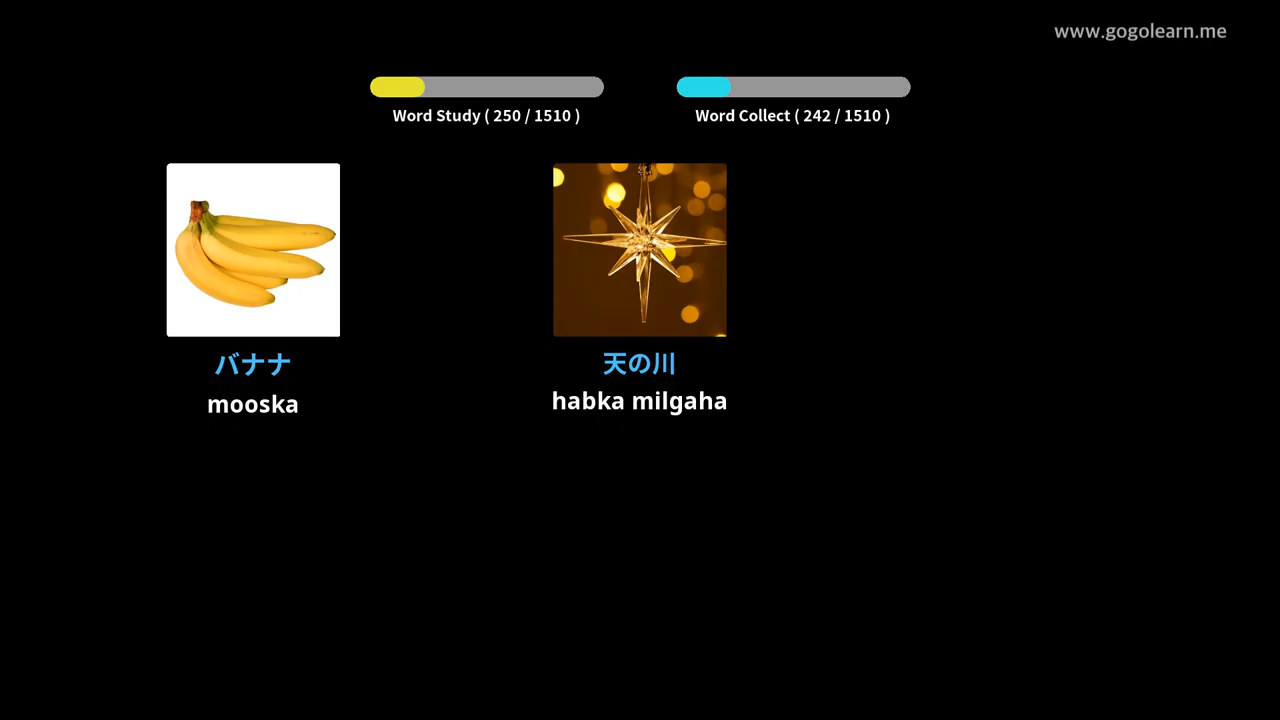 www.gogolearn.me
Word Study ( 250 / 1510 )
Word Collect ( 242 / 1510 )
バナナ
mooska
天の川
habka milgaha